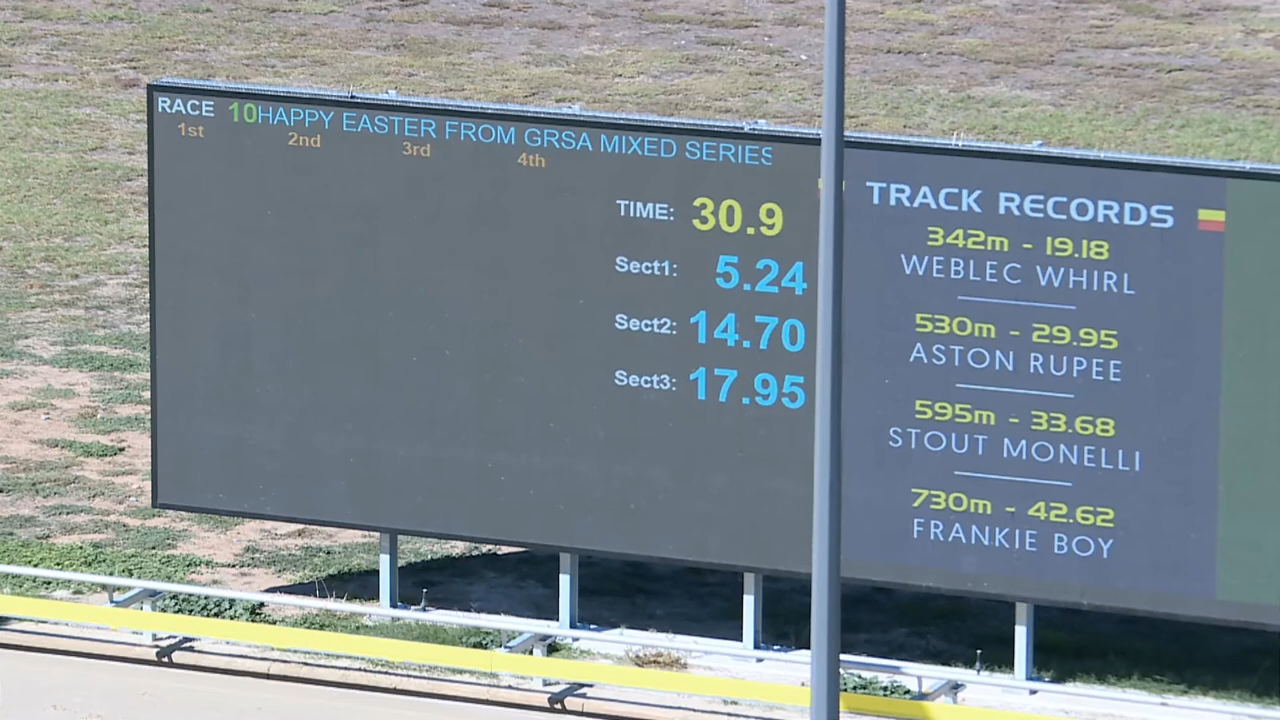 RACE 10 HAPPY EASTER FROM GRSA MIXED SERIES
1st 2nd 3rd 4th
TIME: 30.9
Sect1: 5.24
Sect2: 14.70
Sect3: 17.95
TRACK RECORDS
342m - 19.18
WEBLEC WHIRL
530m - 29.95
ASTON RUPEE
595m - 33.68
STOUT MONELLI
730m - 42.62
FRANKIE BOY